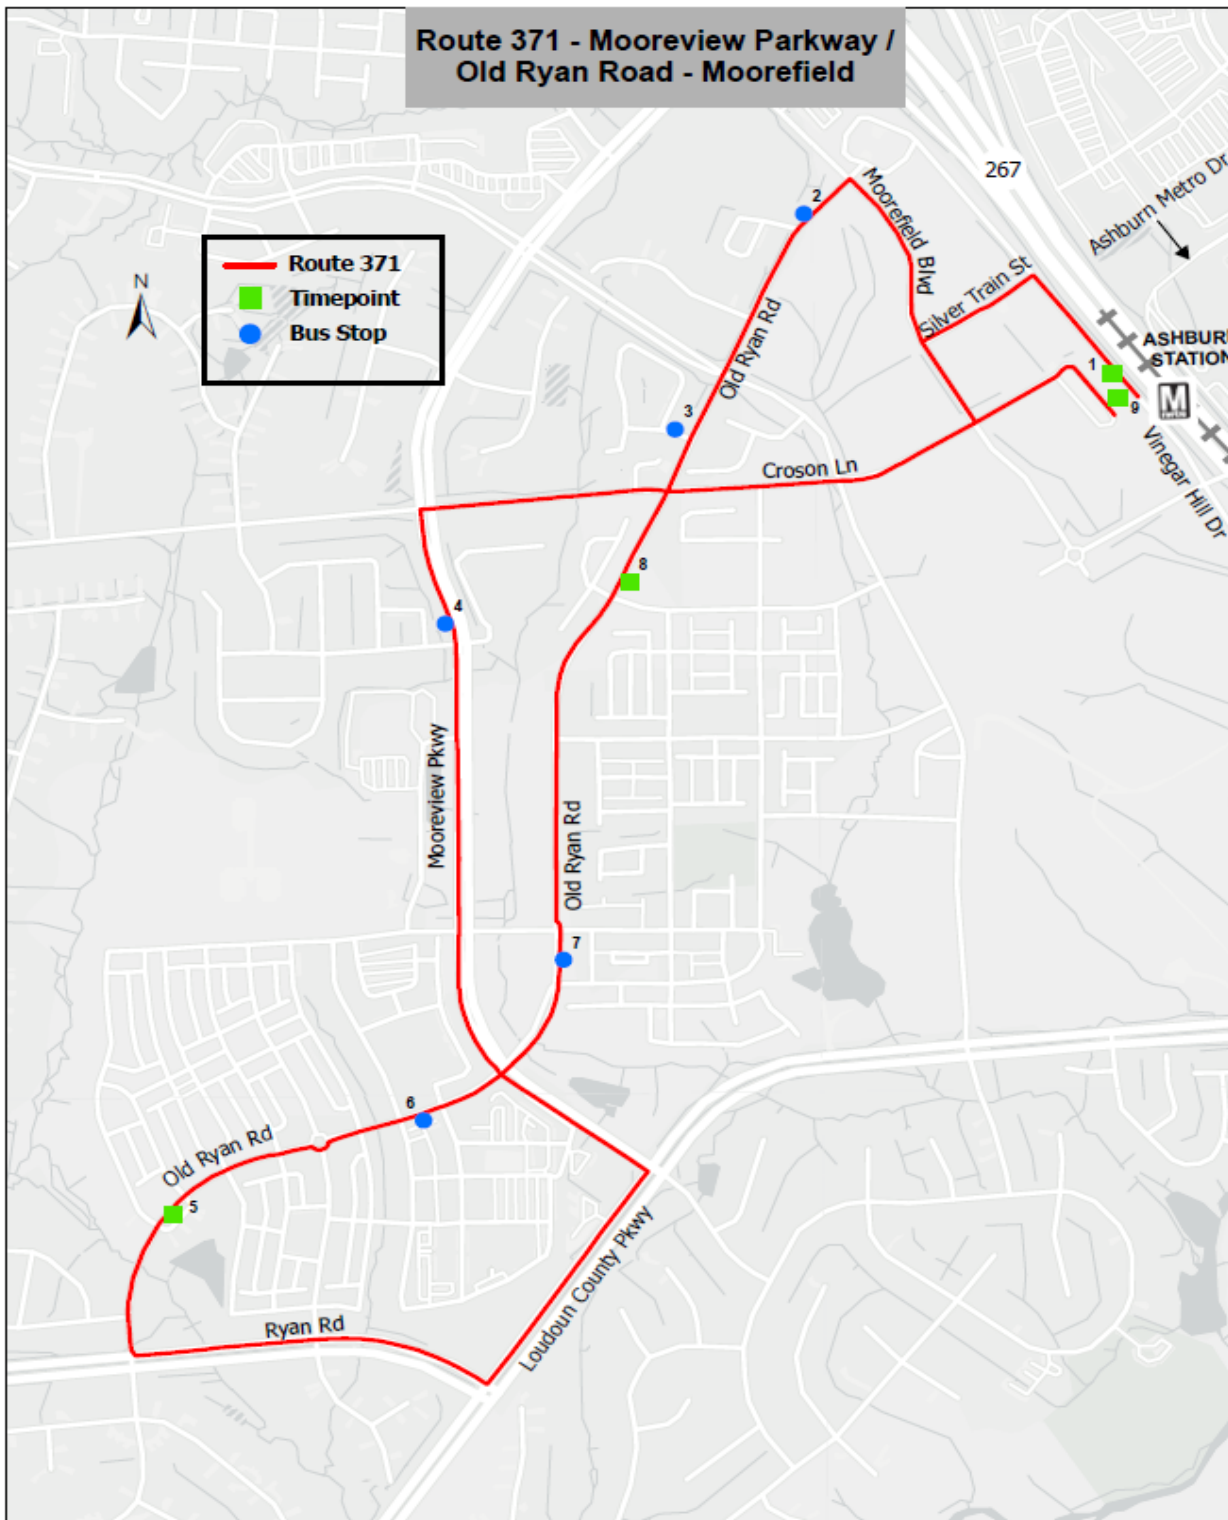 Route 371 - Mooreview Parkway /
Old Ryan Road - Moorefield
267
Ashburn Metro Dr
Moorefield Blvd
2
N
Route 371
Timepoint
Bus Stop
Silver Train St
Old Ryan Rd
ASHBURN
STATION
1
M
9
3
Croson Ln
Vinegar Hill Dr
8
4
Mooreview Pkwy
Old Ryan Rd
7
6
Old Ryan Rd
5
Loudoun County Pkwy
Ryan Rd